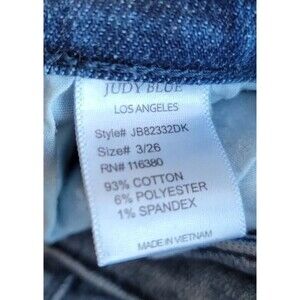 JUDY BLUE
LOS ANGELES
Style# JB82332DK
Size# 3/26
RN# 116380
93% COTTON
6% POLYESTER
1% SPANDEX
MADE IN VIETNAM